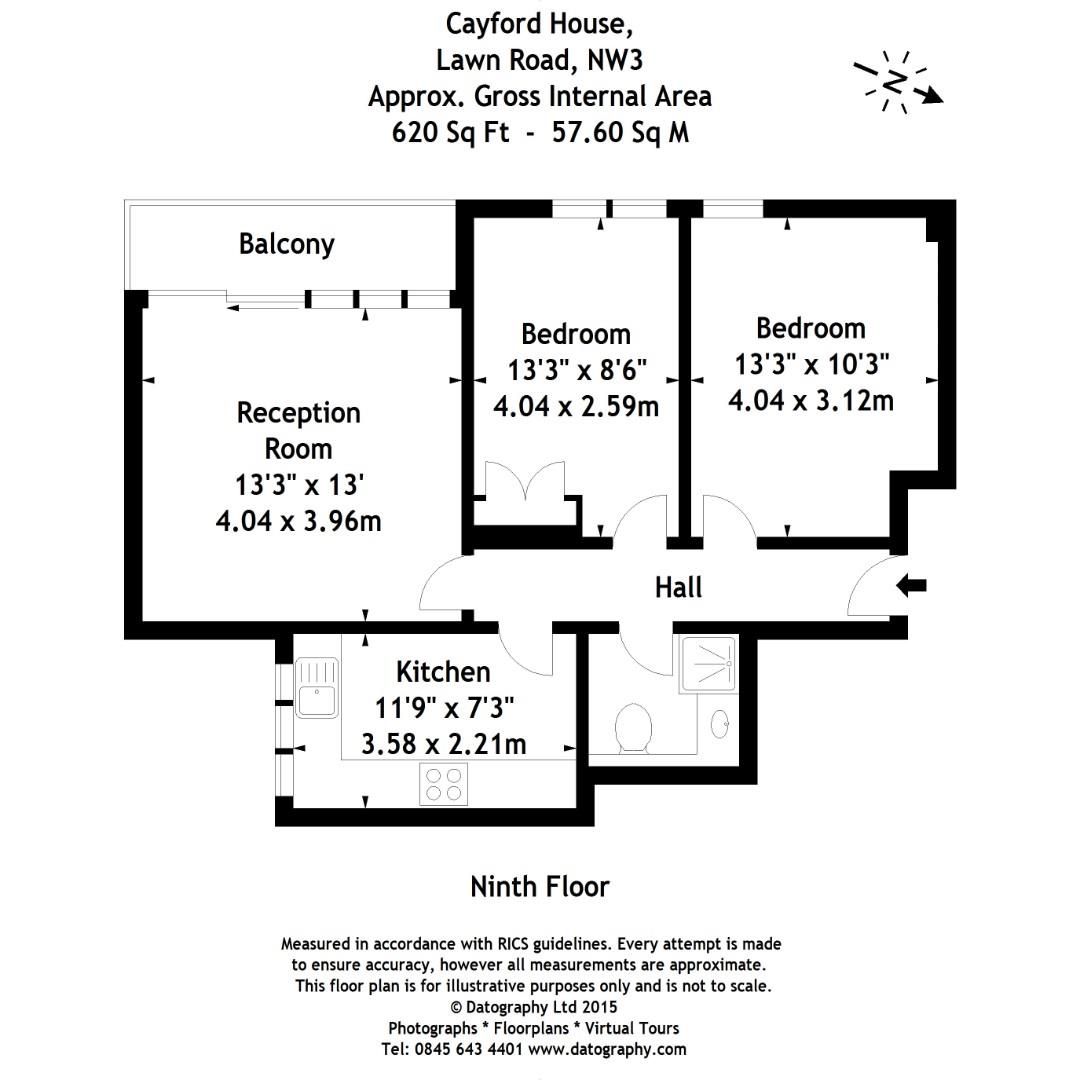 Cayford House,
Lawn Road, NW3
Approx. Gross Internal Area
620 Sq Ft - 57.60 Sq M
N
Balcony
Bedroom
13'3" x 8'6"
4.04 x 2.59m
Bedroom
13'3" x 10'3"
4.04 x 3.12m
Reception
Room
13'3" x 13'
4.04 x 3.96m
Hall
Kitchen
11'9" x 7'3"
3.58 x 2.21m
Ninth Floor
Measured in accordance with RICS guidelines. Every attempt is made
to ensure accuracy, however all measurements are approximate.
This floor plan is for illustrative purposes only and is not to scale.
© Datography Ltd 2015
Photographs * Floorplans * Virtual Tours
Tel: 0845 643 4401 www.datography.com